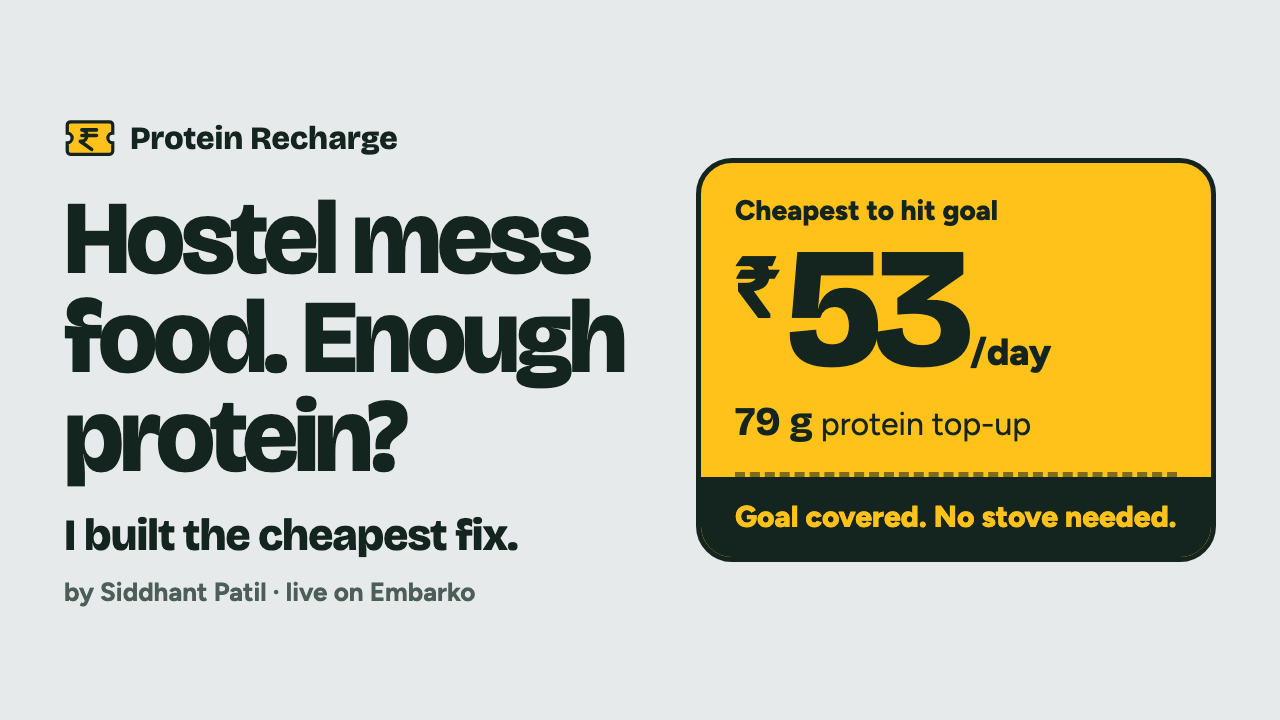 ₹ Protein Recharge
Hostel mess
food. Enough
protein?
I built the cheapest fix.
by Siddhant Patil · live on Embarko
Cheapest to hit goal
₹53/day
79 g protein top-up
Goal covered. No stove needed.